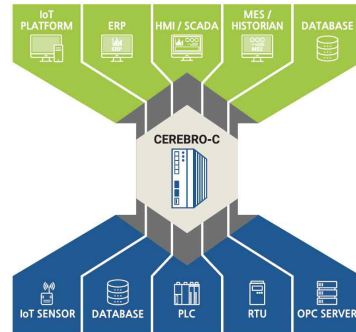 IoT
PLATFORM
ERP
HMI / SCADA
MES /
HISTORIAN
DATABASE
CEREBRO-C
IoT SENSOR
DATABASE
PLC
RTU
OPC SERVER